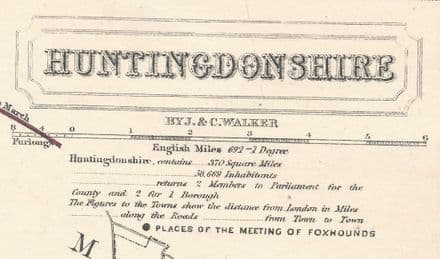 HUNTINGDONSHIRE
BY J. & C. WALKER
March
8 4 0 1 2 3 4 5 6
Furlongs
English Miles 69½ = 1 Degree
Huntingdonshire, contains 370 Square Miles
58,669 Inhabitants
returns 2 Members to Parliament for the
County and 2 for 1 Borough
The Figures to the Towns show the distance from London in Miles
along the Roads from Town to Town
PLACES OF THE MEETING OF FOXHOUNDS
M